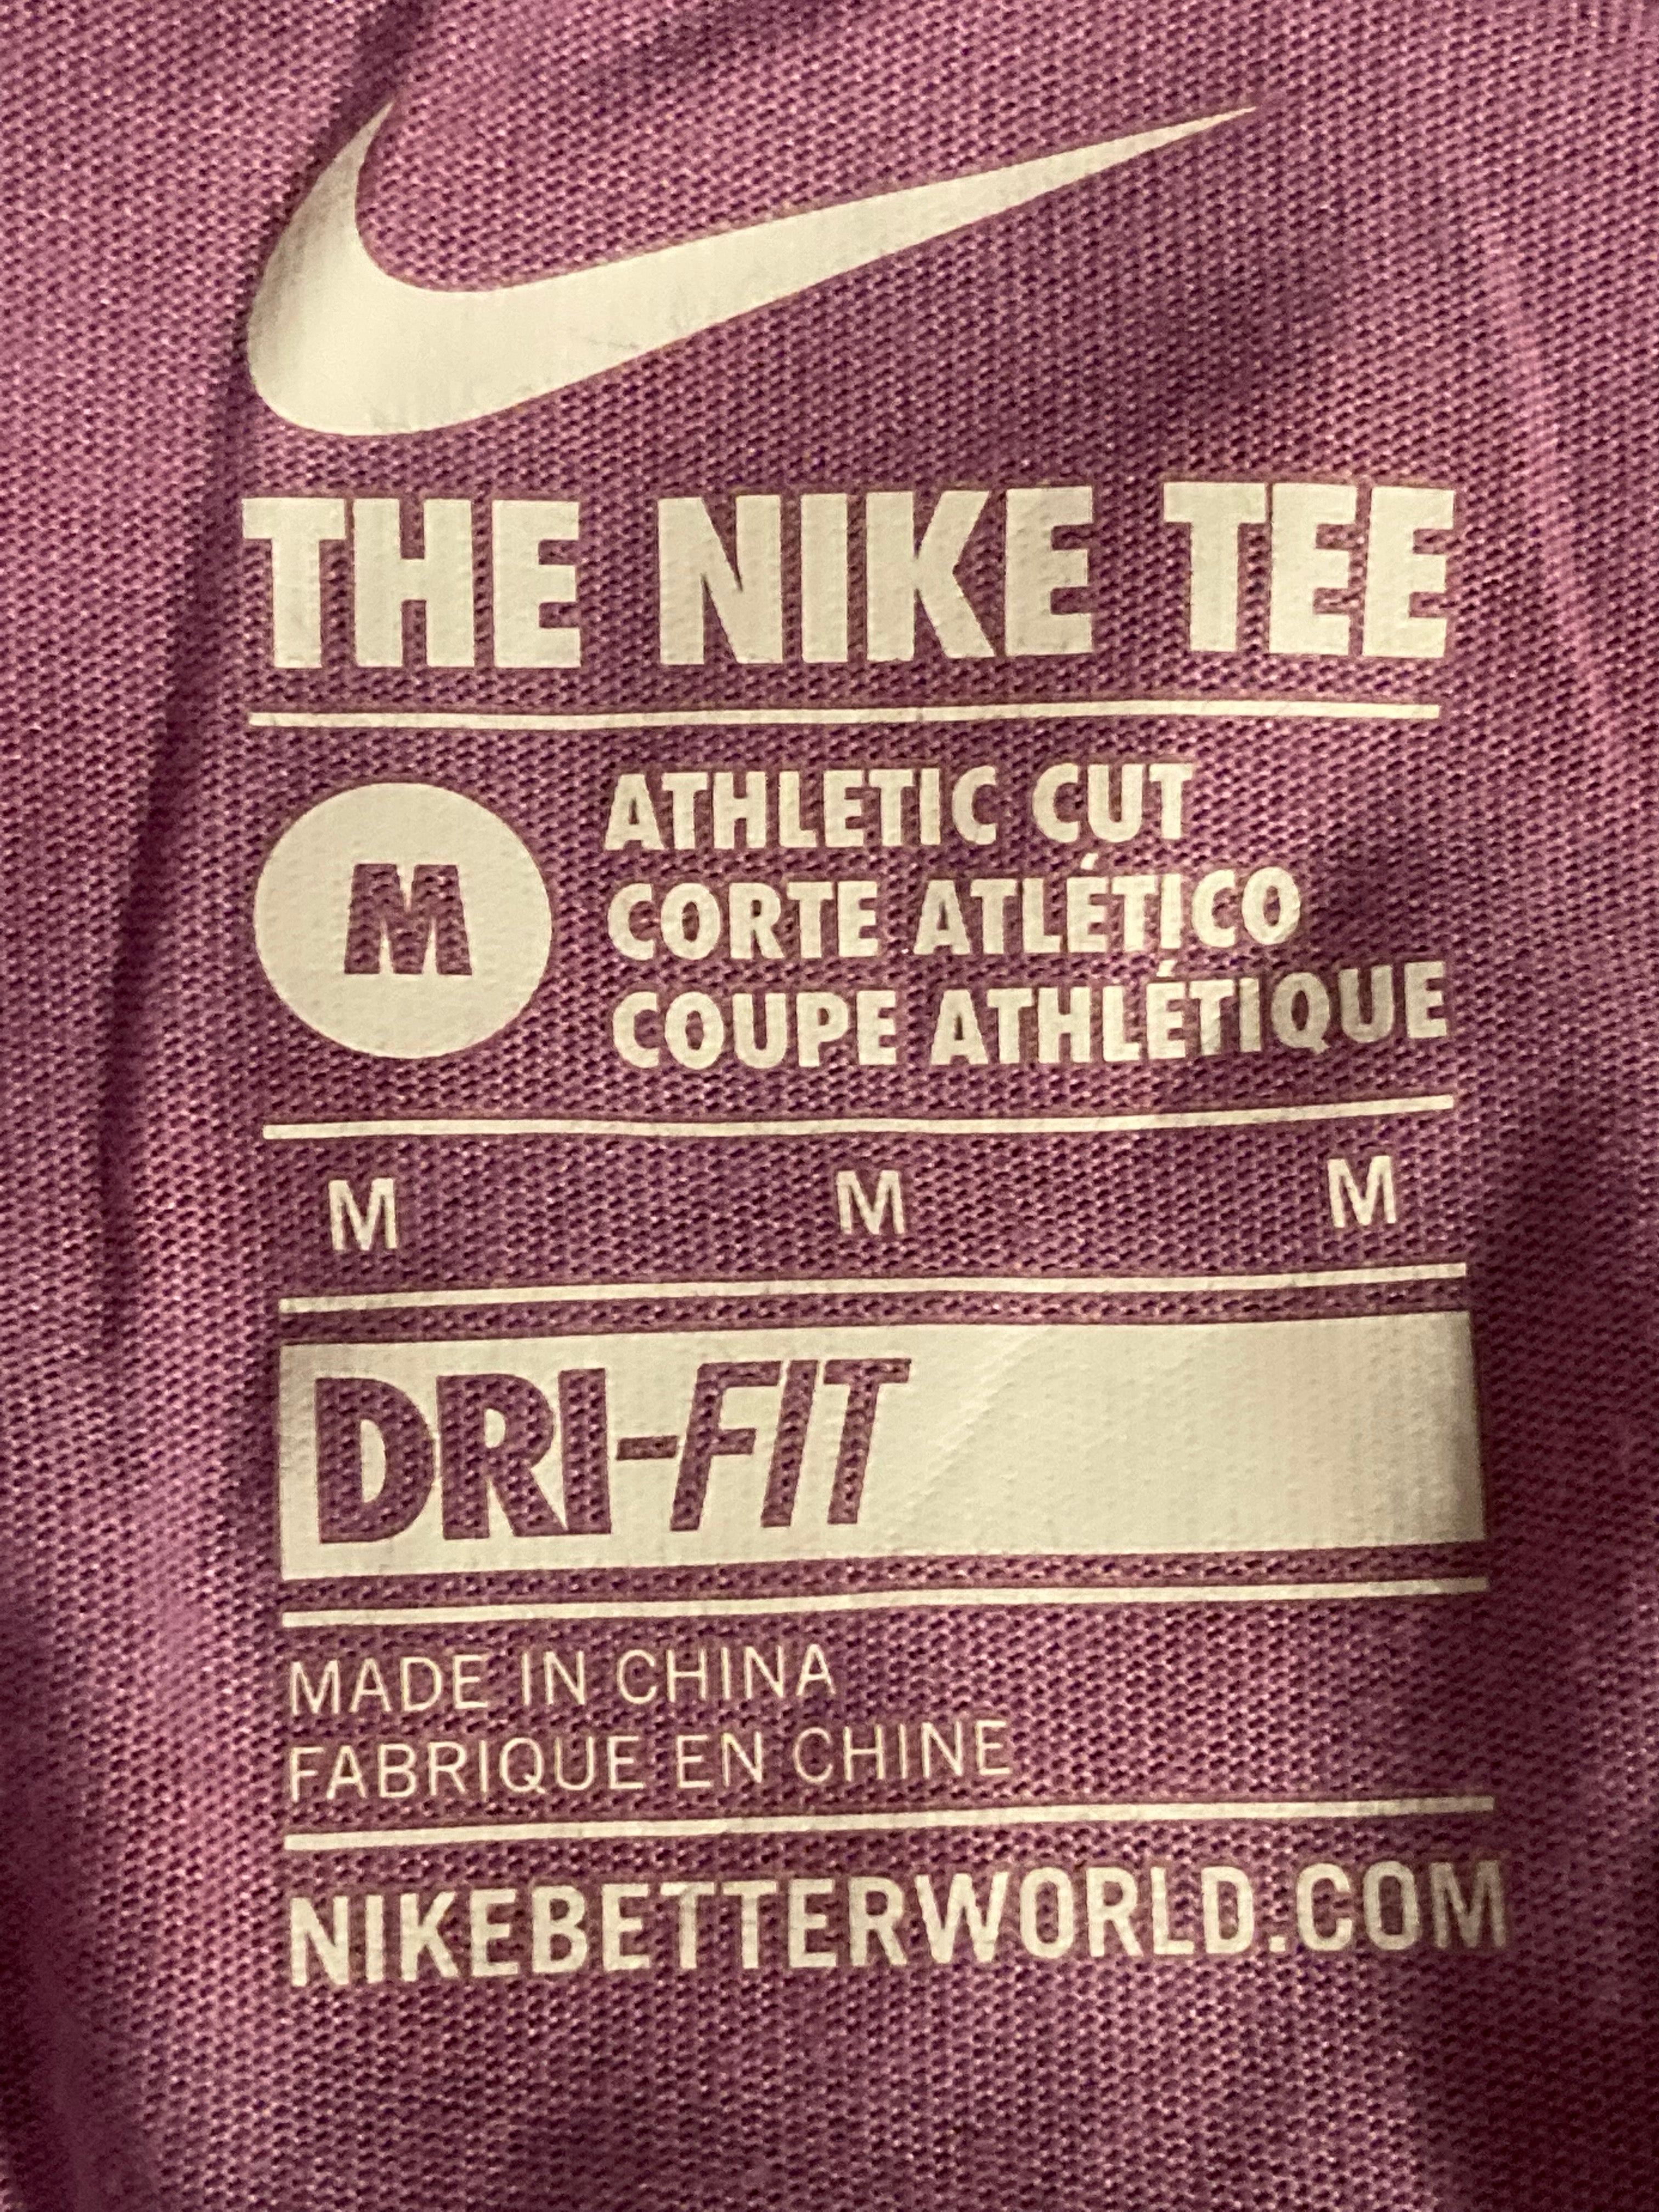 THE NIKE TEE
M
ATHLETIC CUT
CORTE ATLÉTICO
COUPE ATHLÉTIQUE
M M M
DRI-FIT
MADE IN CHINA
FABRIQUE EN CHINE
NIKEBETTERWORLD.COM